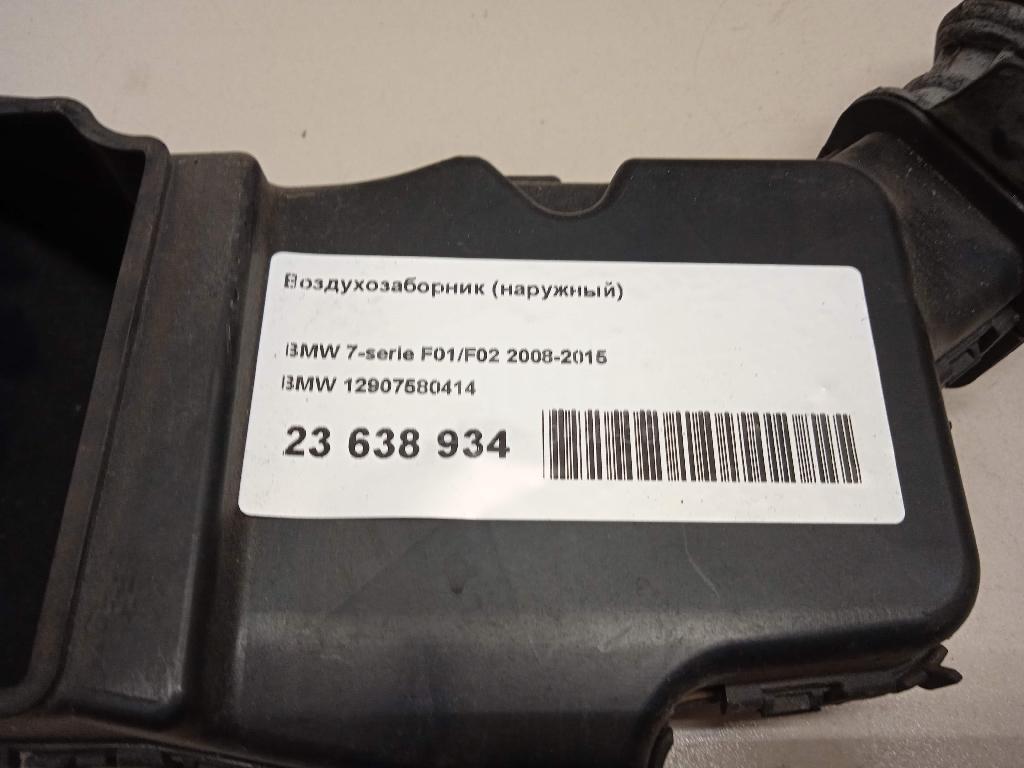 Воздухозаборник (наружный)
BMW 7-serie F01/F02 2008-2015
BMW 12907580414
23 638 934